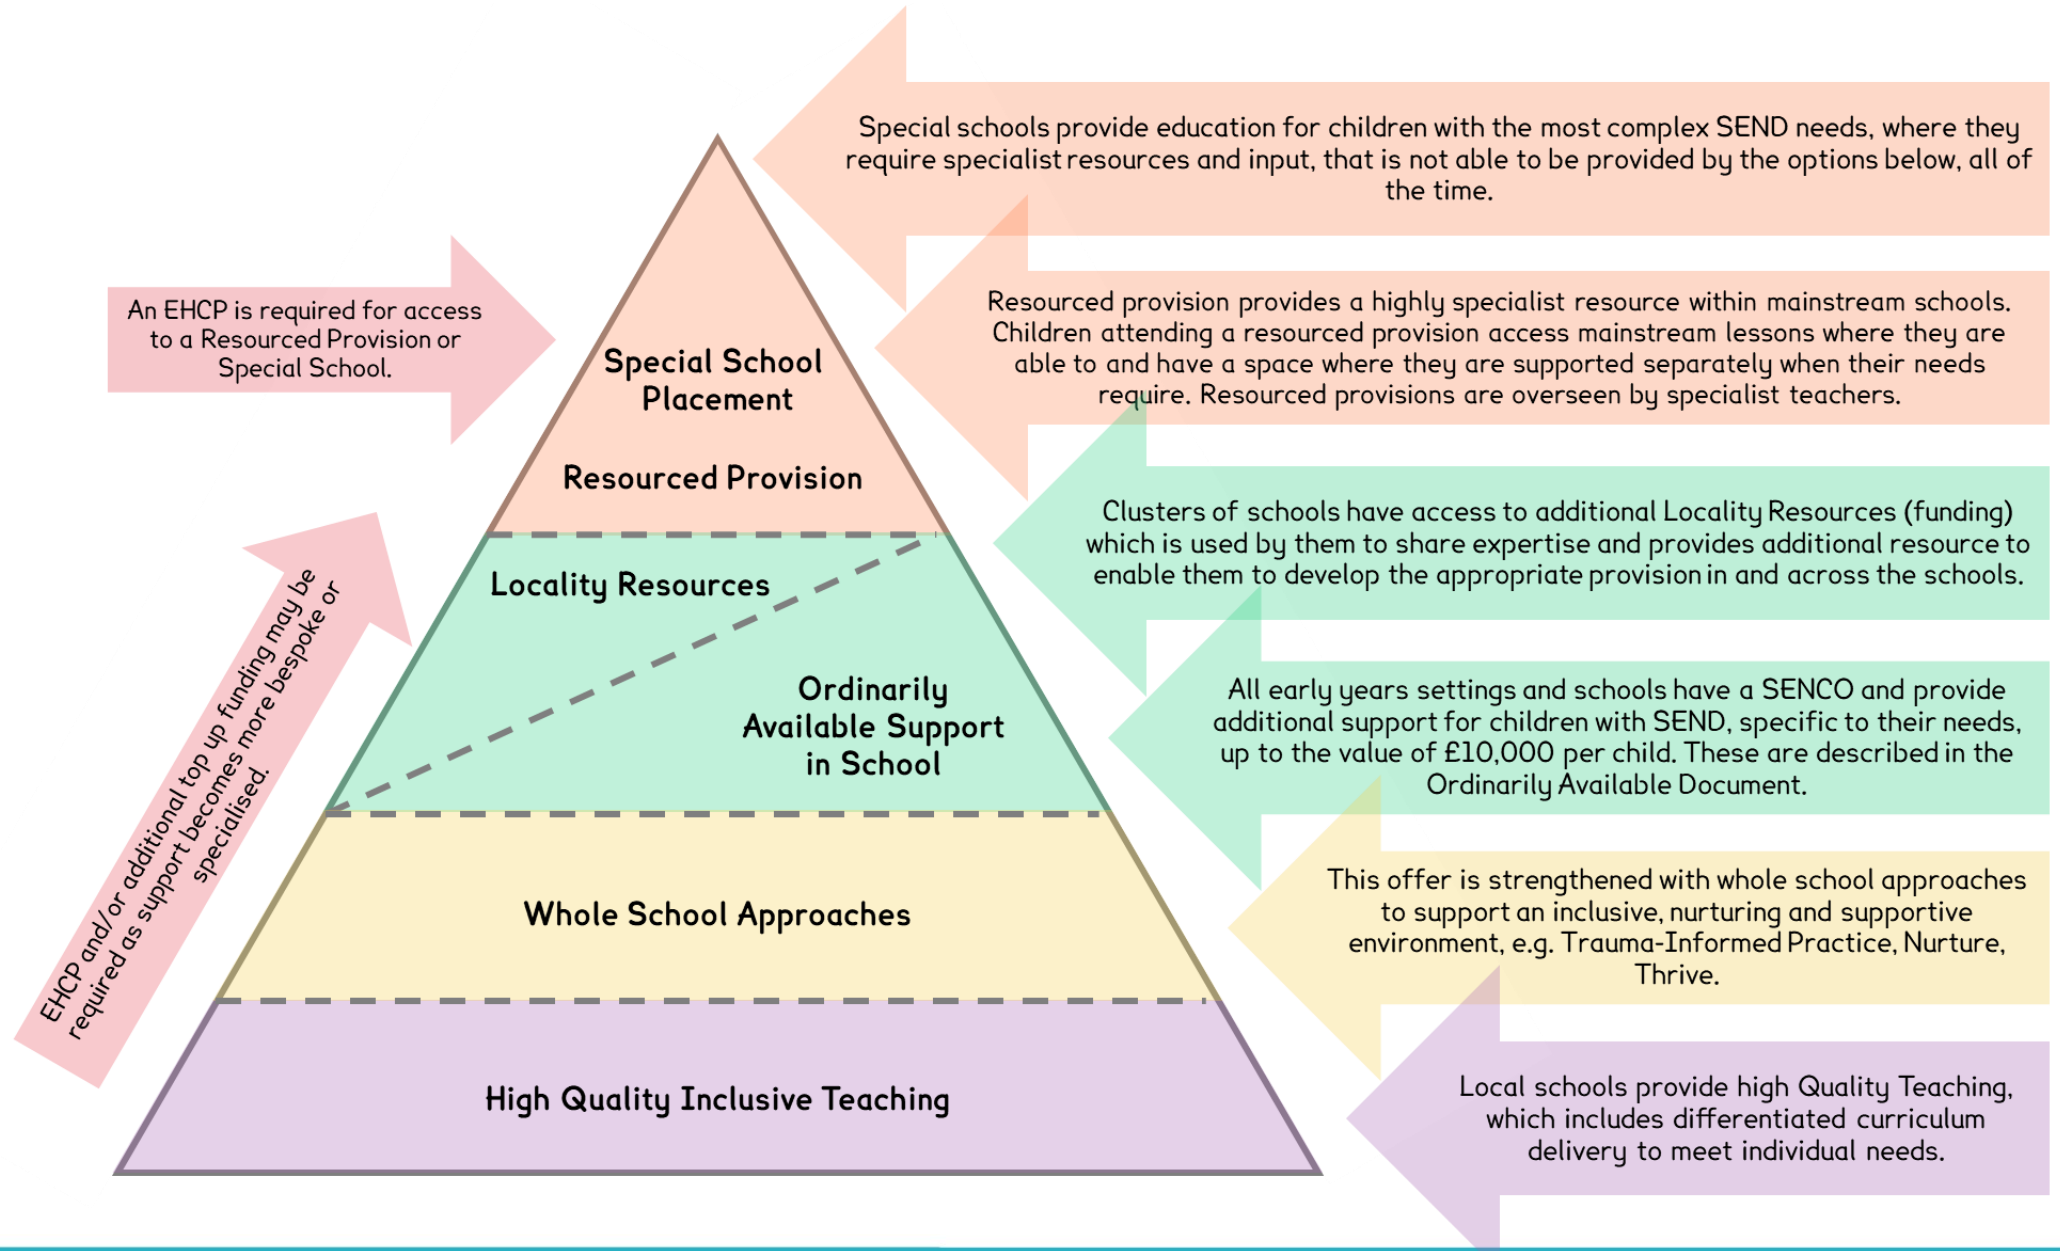 Special schools provide education for children with the most complex SEND needs, where they
require specialist resources and input, that is not able to be provided by the options below, all of
the time.
An EHCP is required for access
to a Resourced Provision or
Special School.
Special School
Placement
Resourced Provision
Resourced provision provides a highly specialist resource within mainstream schools.
Children attending a resourced provision access mainstream lessons where they are
able to and have a space where they are supported separately when their needs
require. Resourced provisions are overseen by specialist teachers.
EHCP and/or additional top up funding may be
required as support becomes more bespoke or
specialised.
Locality Resources
Clusters of schools have access to additional Locality Resources (funding)
which is used by them to share expertise and provides additional resource to
enable them to develop the appropriate provision in and across the schools.
Ordinarily
Available Support
in School
All early years settings and schools have a SENCO and provide
additional support for children with SEND, specific to their needs,
up to the value of £10,000 per child. These are described in the
Ordinarily Available Document.
Whole School Approaches
This offer is strengthened with whole school approaches
to support an inclusive, nurturing and supportive
environment, e.g. Trauma-Informed Practice, Nurture,
Thrive.
High Quality Inclusive Teaching
Local schools provide high Quality Teaching,
which includes differentiated curriculum
delivery to meet individual needs.